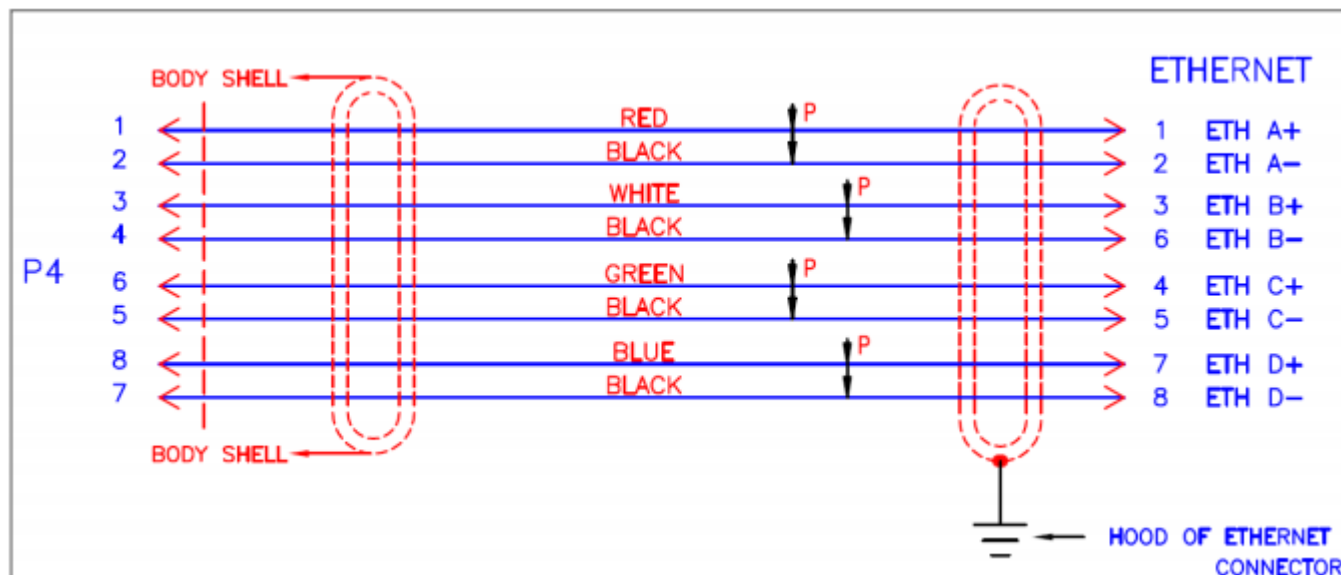 ETHERNET
BODY SHELL
1 RED P 1 ETH A+
2 BLACK 2 ETH A-
3 WHITE P 3 ETH B+
4 BLACK 6 ETH B-
P4
6 GREEN P 4 ETH C+
5 BLACK 5 ETH C-
8 BLUE P 7 ETH D+
7 BLACK 8 ETH D-
BODY SHELL
HOOD OF ETHERNET
CONNECTOR